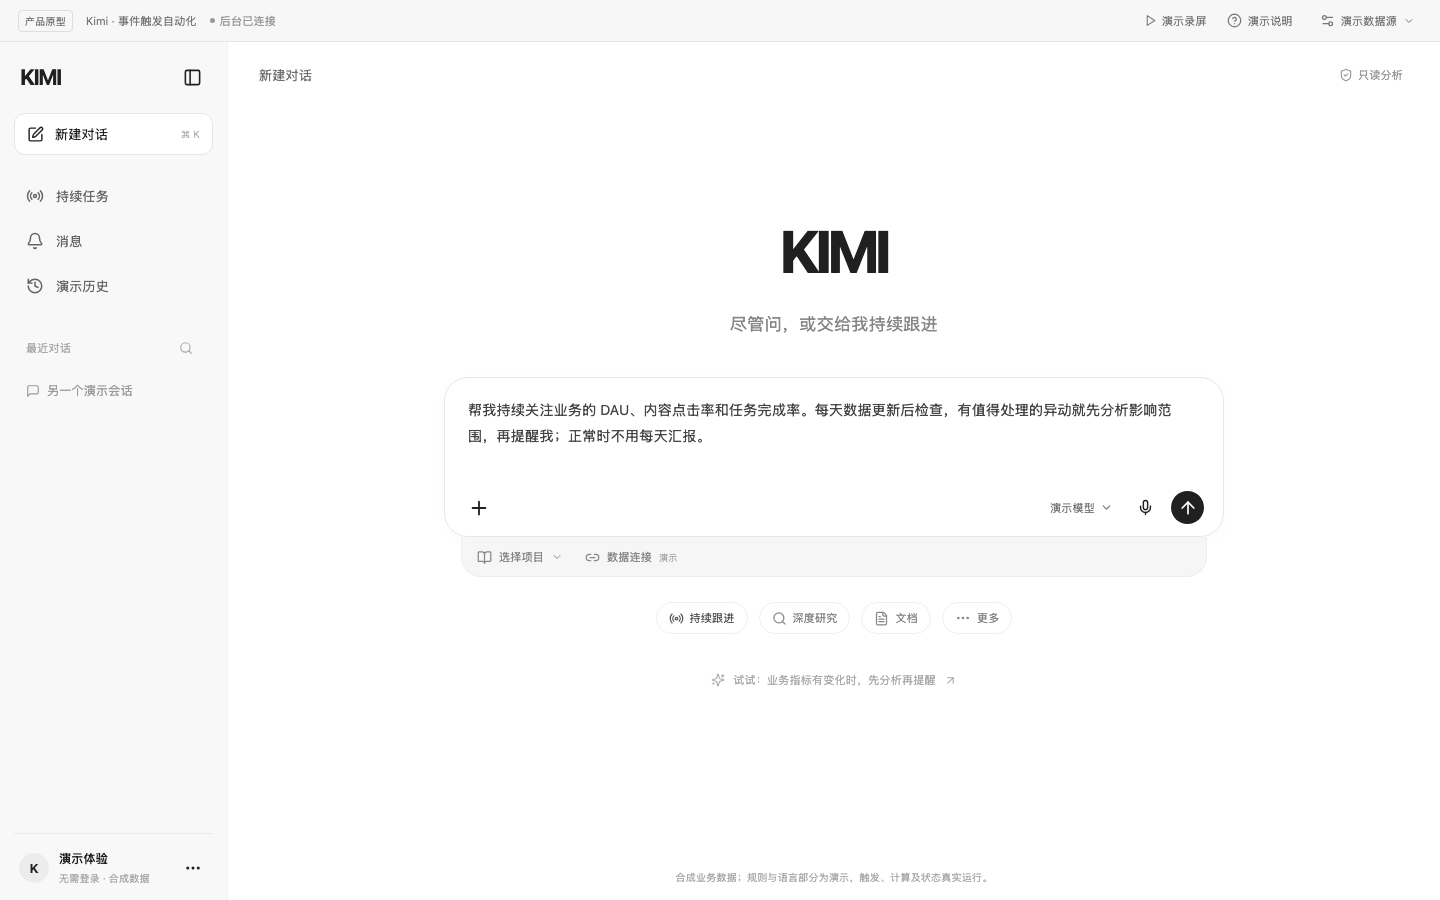 产品原型
Kimi · 事件触发自动化
后台已连接
演示录屏
演示说明
演示数据源
KIMI
新建对话
⌘ K
持续任务
消息
演示历史
最近对话
另一个演示会话
K
演示体验
无需登录 · 合成数据
新建对话
只读分析
KIMI
尽管问，或交给我持续跟进
帮我持续关注业务的 DAU、内容点击率和任务完成率。每天数据更新后检查，有值得处理的异动就先分析影响范
围，再提醒我；正常时不用每天汇报。
演示模型
选择项目
数据连接 演示
持续跟进
深度研究
文档
更多
试试：业务指标有变化时，先分析再提醒
合成业务数据；规则与语言部分为演示，触发、计算及状态真实运行。